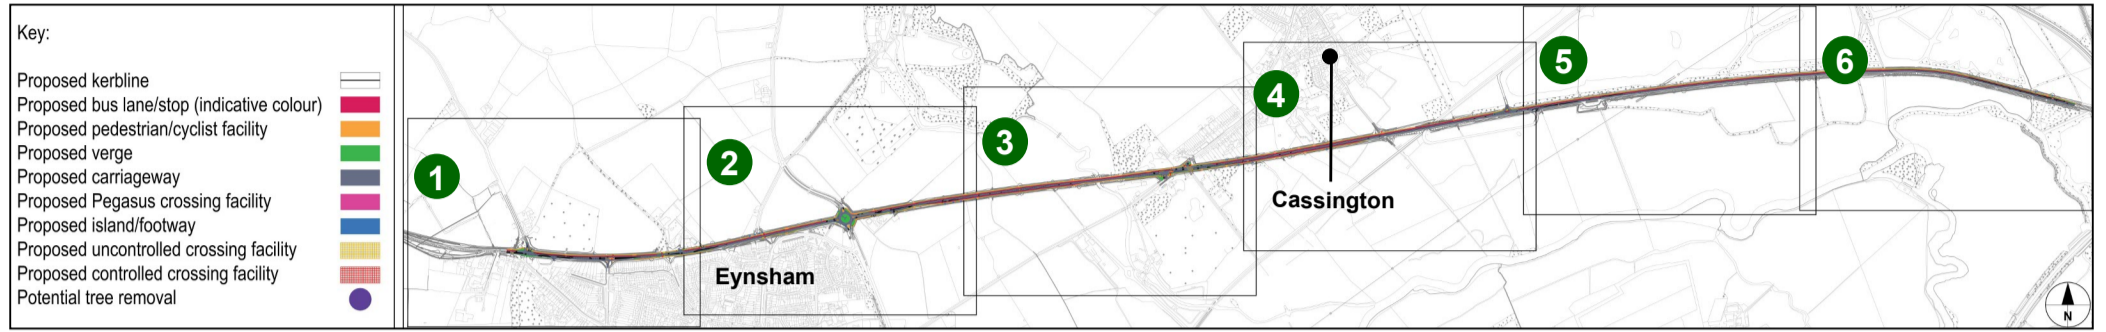 Key:
Proposed kerbline
Proposed bus lane/stop (indicative colour)
Proposed pedestrian/cyclist facility
Proposed verge
Proposed carriageway
Proposed Pegasus crossing facility
Proposed island/footway
Proposed uncontrolled crossing facility
Proposed controlled crossing facility
Potential tree removal
1
2
3
4
5
6
Eynsham
Cassington
N